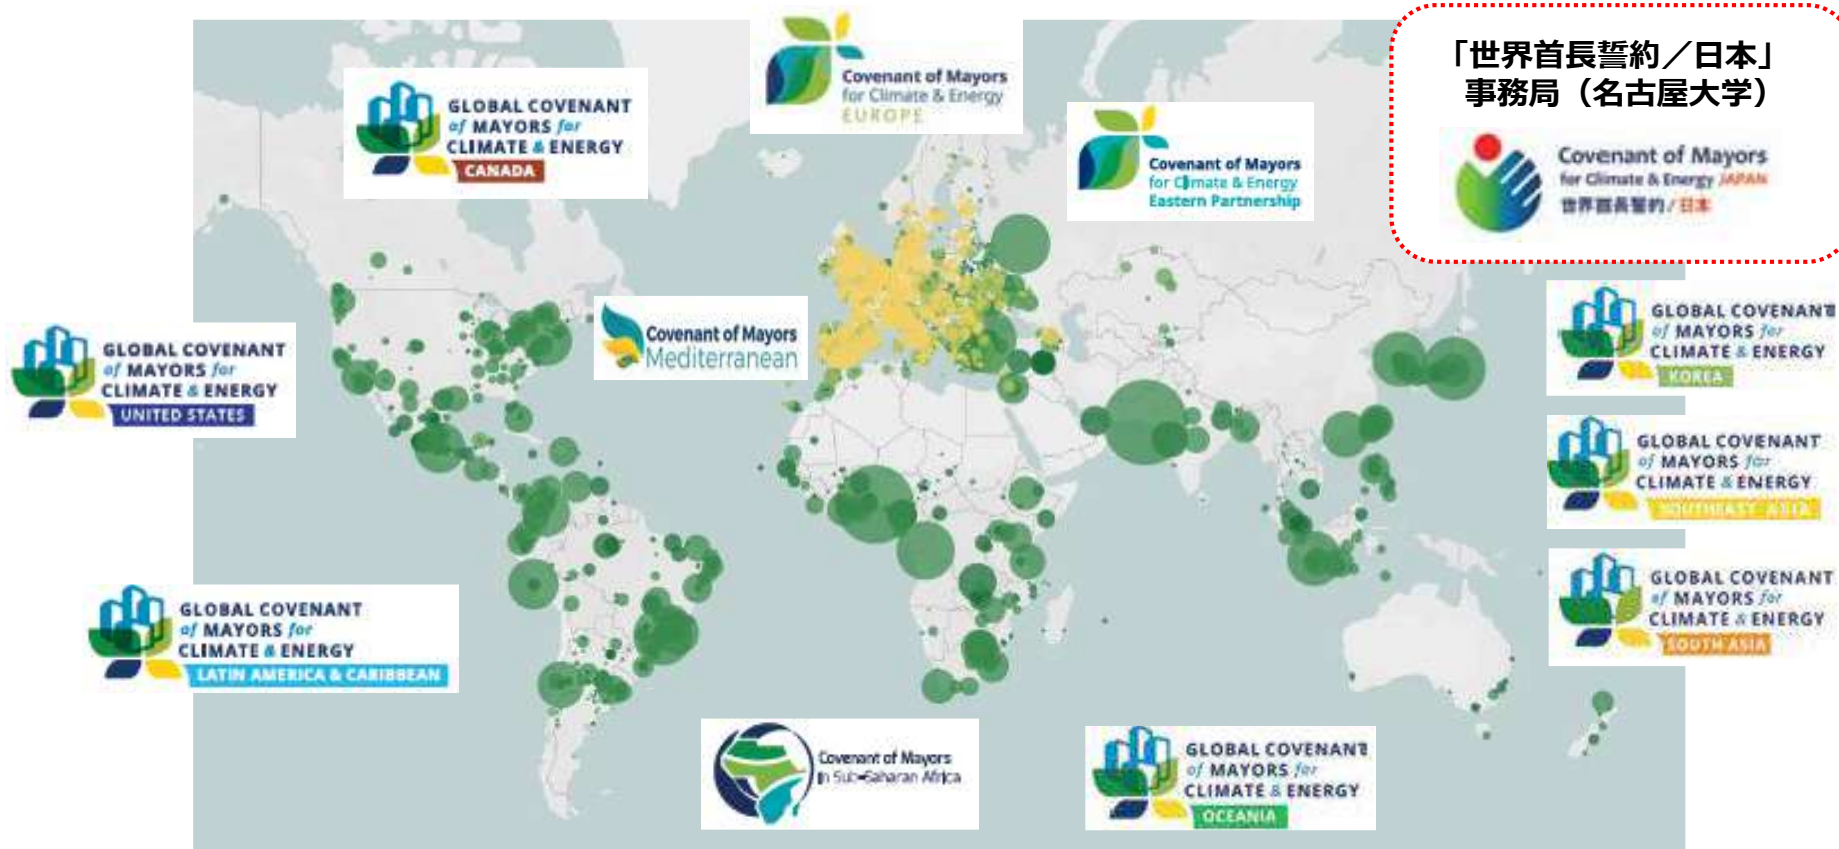 「世界首長誓約／日本」
事務局（名古屋大学）
Covenant of Mayors
for Climate & Energy JAPAN
世界首長誓約 / 日本
Covenant of Mayors
for Climate & Energy
EUROPE
GLOBAL COVENANT
of MAYORS for
CLIMATE & ENERGY
CANADA
Covenant of Mayors
for Climate & Energy
Eastern Partnership
GLOBAL COVENANT
of MAYORS for
CLIMATE & ENERGY
UNITED STATES
Covenant of Mayors
Mediterranean
GLOBAL COVENANT
of MAYORS for
CLIMATE & ENERGY
KOREA
GLOBAL COVENANT
of MAYORS for
CLIMATE & ENERGY
SOUTHEAST ASIA
GLOBAL COVENANT
of MAYORS for
CLIMATE & ENERGY
SOUTH ASIA
GLOBAL COVENANT
of MAYORS for
CLIMATE & ENERGY
LATIN AMERICA & CARIBBEAN
Covenant of Mayors
in Sub-Saharan Africa
GLOBAL COVENANT
of MAYORS for
CLIMATE & ENERGY
OCEANIA